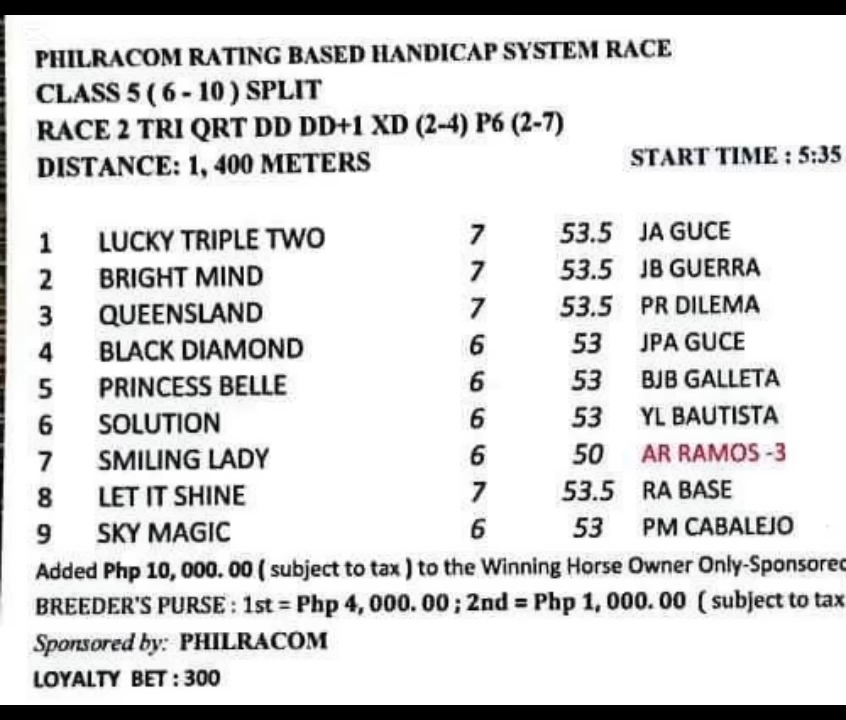 PHILRACOM RATING BASED HANDICAP SYSTEM RACE
CLASS 5 ( 6 - 10 ) SPLIT
RACE 2 TRI QRT DD DD+1 XD (2-4) P6 (2-7)
DISTANCE: 1, 400 METERS START TIME : 5:35
1 LUCKY TRIPLE TWO 7 53.5 JA GUCE
2 BRIGHT MIND 7 53.5 JB GUERRA
3 QUEENSLAND 7 53.5 PR DILEMA
4 BLACK DIAMOND 6 53 JPA GUCE
5 PRINCESS BELLE 6 53 BJB GALLETA
6 SOLUTION 6 53 YL BAUTISTA
7 SMILING LADY 6 50 AR RAMOS -3
8 LET IT SHINE 7 53.5 RA BASE
9 SKY MAGIC 6 53 PM CABALEJO
Added Php 10, 000. 00 ( subject to tax ) to the Winning Horse Owner Only-Sponsored
BREEDER'S PURSE : 1st = Php 4, 000. 00 ; 2nd = Php 1, 000. 00 ( subject to tax
Sponsored by: PHILRACOM
LOYALTY BET : 300